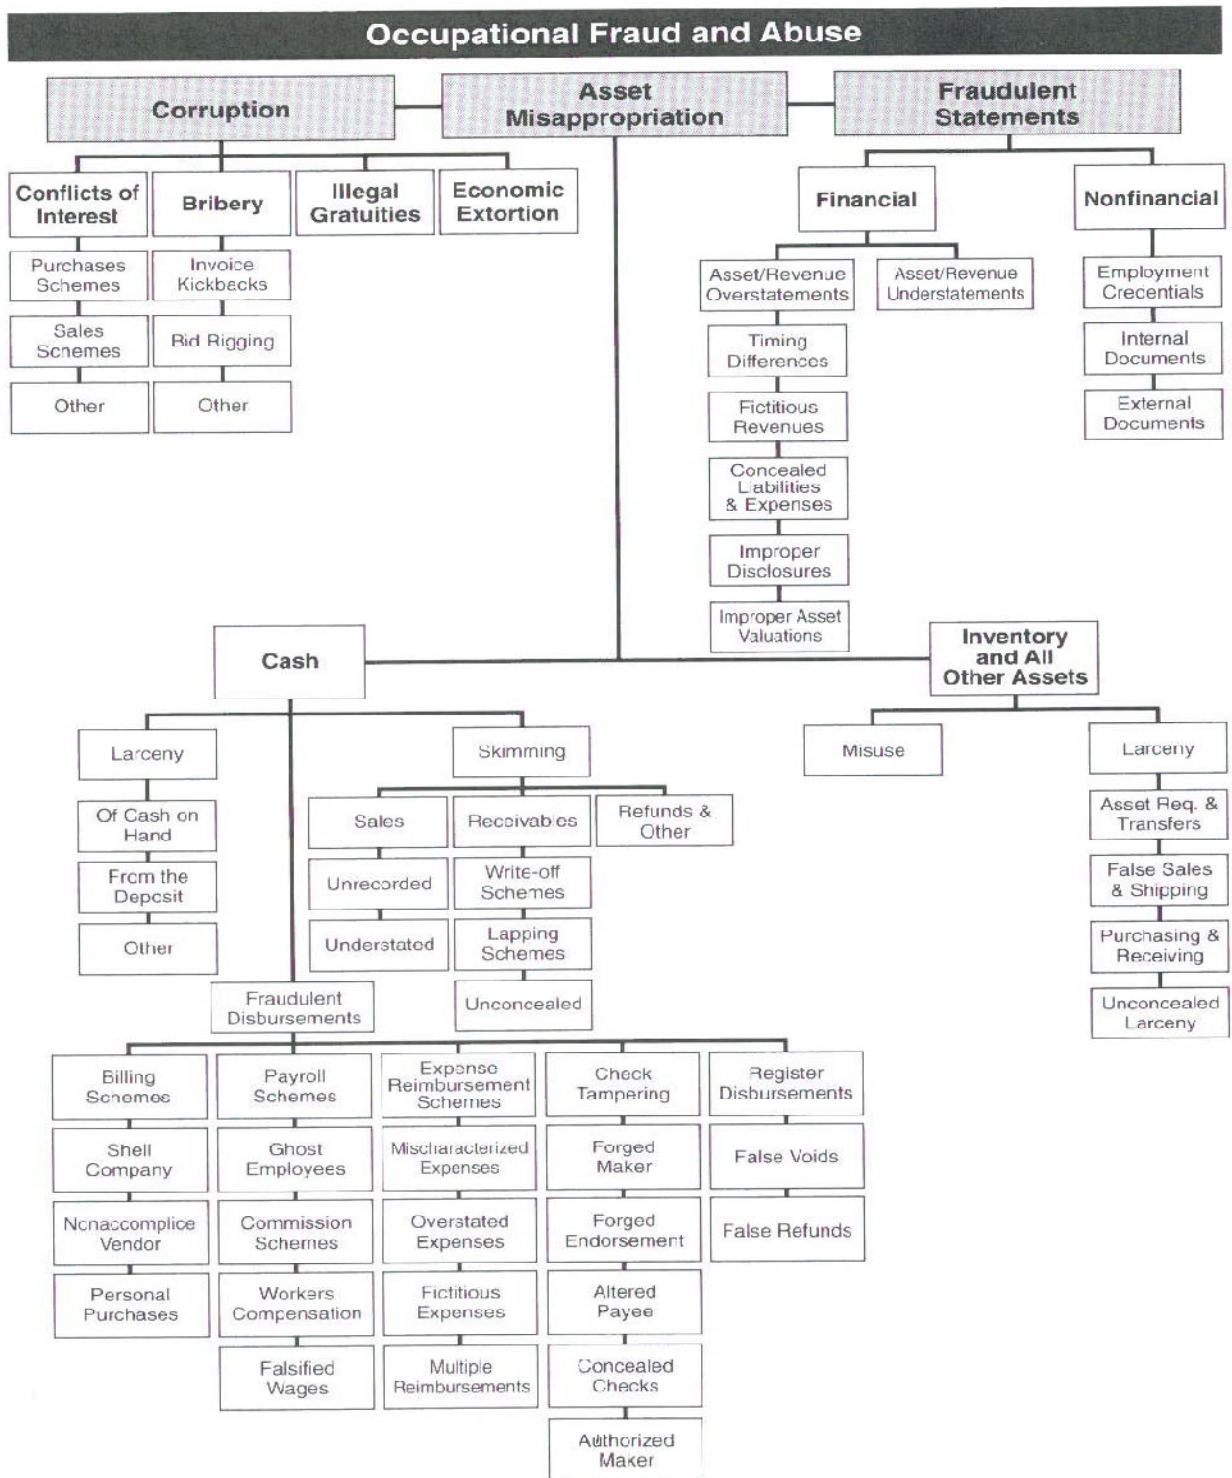 Occupational Fraud and Abuse
Corruption
Asset
Misappropriation
Fraudulent
Statements
Conflicts of
Interest
Bribery
Illegal
Gratuities
Economic
Extortion
Financial
Nonfinancial
Purchases
Schemes
Invoice
Kickbacks
Asset/Revenue
Overstatements
Asset/Revenue
Understatements
Employment
Credentials
Sales
Schemes
Bid Rigging
Timing
Differences
Internal
Documents
Other
Other
Fictitious
Revenues
External
Documents
Concealed
Liabilities
& Expenses
Improper
Disclosures
Improper Asset
Valuations
Cash
Inventory
and All
Other Assets
Larceny
Skimming
Misuse
Larceny
Of Cash on
Hand
Sales
Receivables
Refunds &
Other
Asset Req. &
Transfers
From the
Deposit
Unrecorded
Write-off
Schemes
False Sales
& Shipping
Other
Understated
Lapping
Schemes
Purchasing &
Receiving
Fraudulent
Disbursements
Unconcealed
Unconcealed
Larceny
Billing
Schemes
Payroll
Schemes
Expense
Reimbursement
Schemes
Check
Tampering
Register
Disbursements
Shell
Company
Ghost
Employees
Mischaracterized
Expenses
Forged
Maker
False Voids
Nonaccomplice
Vendor
Commission
Schemes
Overstated
Expenses
Forged
Endorsement
False Refunds
Personal
Purchases
Workers
Compensation
Fictitious
Expenses
Altered
Payee
Falsified
Wages
Multiple
Reimbursements
Concealed
Checks
Authorized
Maker